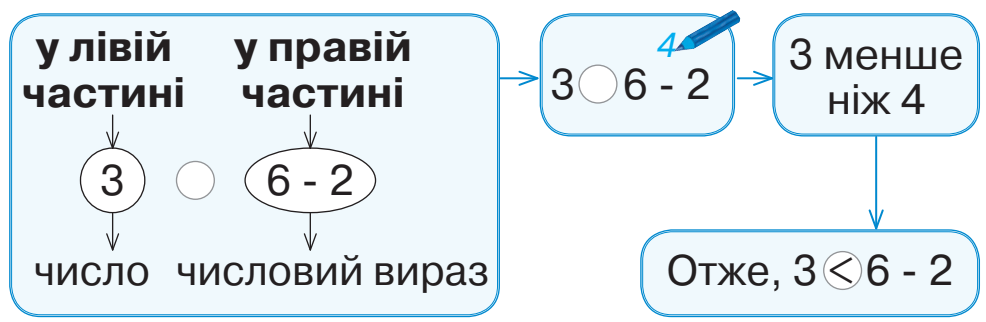 у лівій частині
у правій частині
3 ○ 6 - 2
число
числовий вираз
4
3 ○ 6 - 2
3 менше
ніж 4
Отже, 3 < 6 - 2